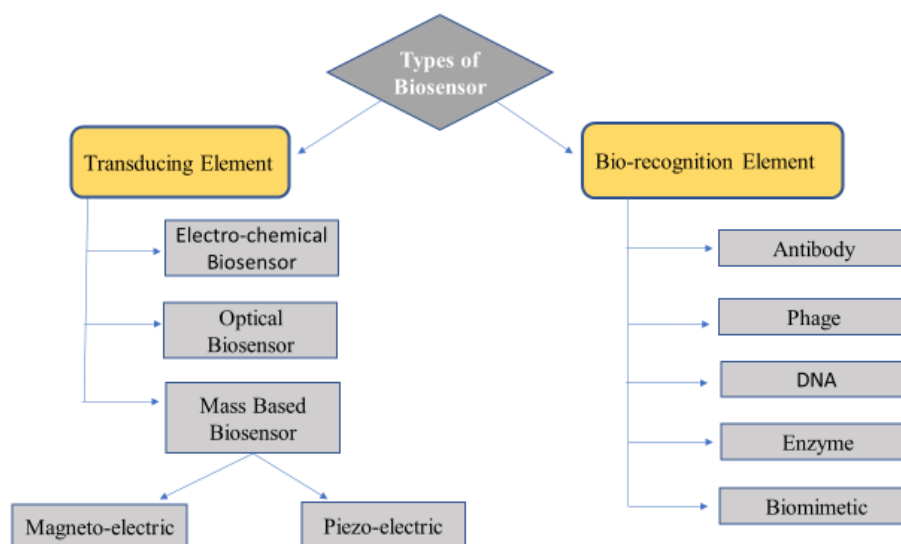 Types of
Biosensor
Transducing Element
Bio-recognition Element
Electro-chemical
Biosensor
Optical
Biosensor
Mass Based
Biosensor
Magneto-electric
Piezo-electric
Antibody
Phage
DNA
Enzyme
Biomimetic